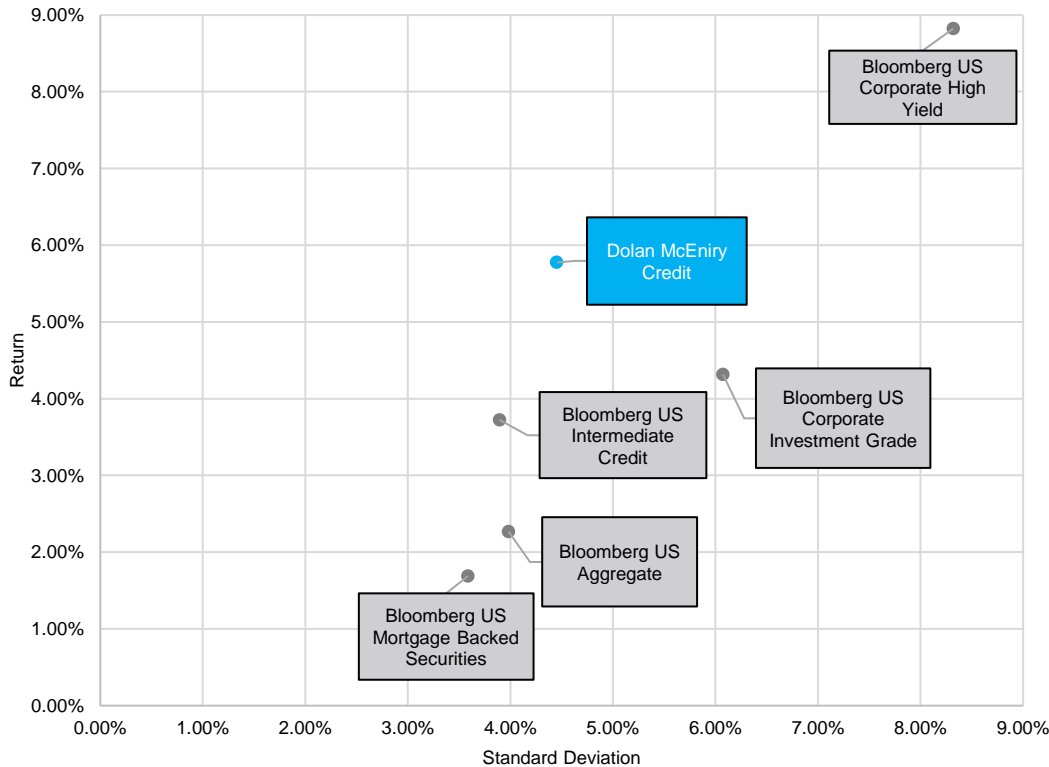 9.00%
8.00%
7.00%
6.00%
5.00%
4.00%
3.00%
2.00%
1.00%
0.00%
Return
Bloomberg US
Corporate High
Yield
Dolan McEniry
Credit
Bloomberg US
Corporate
Investment Grade
Bloomberg US
Intermediate
Credit
Bloomberg US
Aggregate
Bloomberg US
Mortgage Backed
Securities
0.00% 1.00% 2.00% 3.00% 4.00% 5.00% 6.00% 7.00% 8.00% 9.00%
Standard Deviation